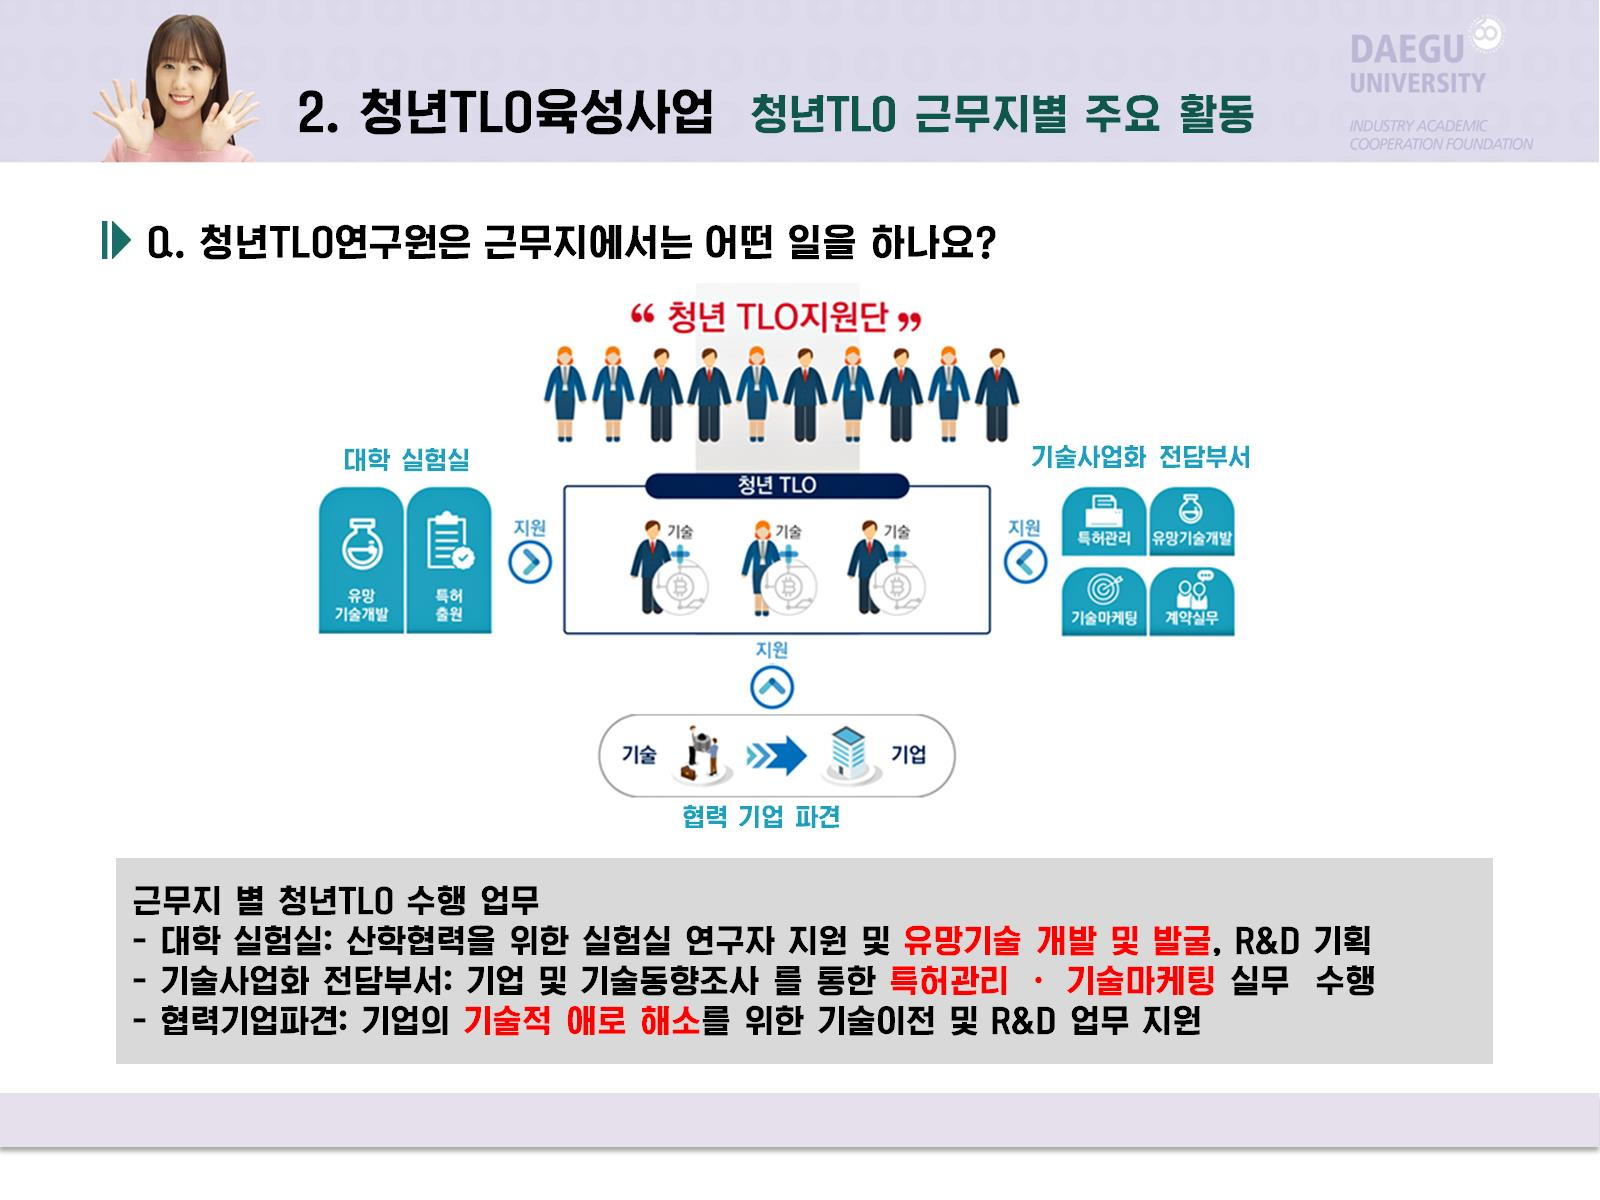 2. 청년TLO육성사업 청년TLO 근무지별 주요 활동
DAEGU
UNIVERSITY
INDUSTRY ACADEMIC
COOPERATION FOUNDATION
Q. 청년TLO연구원은 근무지에서는 어떤 일을 하나요?
“ 청년 TLO지원단 ”
대학 실험실
기술사업화 전담부서
청년 TLO
유망
기술개발
특허
출원
지원
기술
기술
기술
지원
특허관리
유망기술개발
기술마케팅
계약실무
지원
기술
기업
협력 기업 파견
근무지 별 청년TLO 수행 업무
- 대학 실험실: 산학협력을 위한 실험실 연구자 지원 및 유망기술 개발 및 발굴, R&D 기획
- 기술사업화 전담부서: 기업 및 기술동향조사 를 통한 특허관리 · 기술마케팅 실무 수행
- 협력기업파견: 기업의 기술적 애로 해소를 위한 기술이전 및 R&D 업무 지원